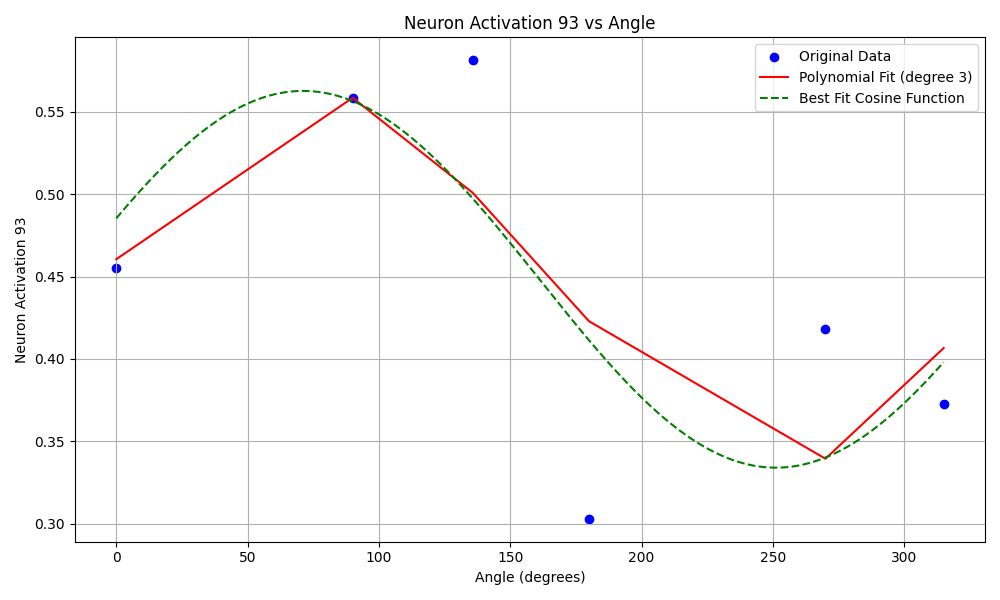 Neuron Activation 93 vs Angle
Original Data
Polynomial Fit (degree 3)
Best Fit Cosine Function
Neuron Activation 93
0.55
0.50
0.45
0.40
0.35
0.30
0 50 100 150 200 250 300
Angle (degrees)